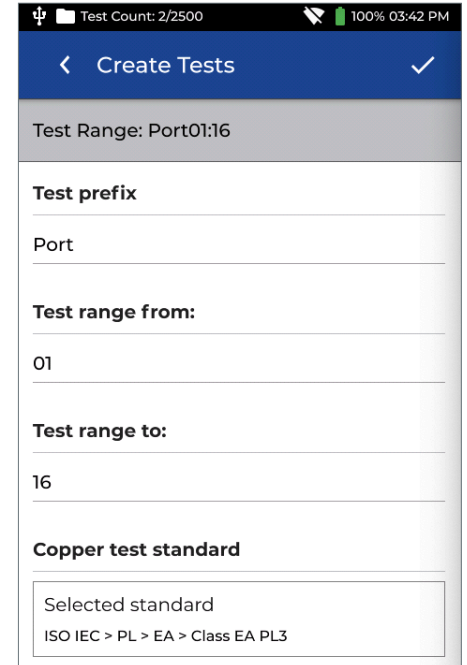 Test Count: 2/2500 100% 03:42 PM
Create Tests
Test Range: Port01:16
Test prefix
Port
Test range from:
01
Test range to:
16
Copper test standard
Selected standard
ISO IEC > PL > EA > Class EA PL3